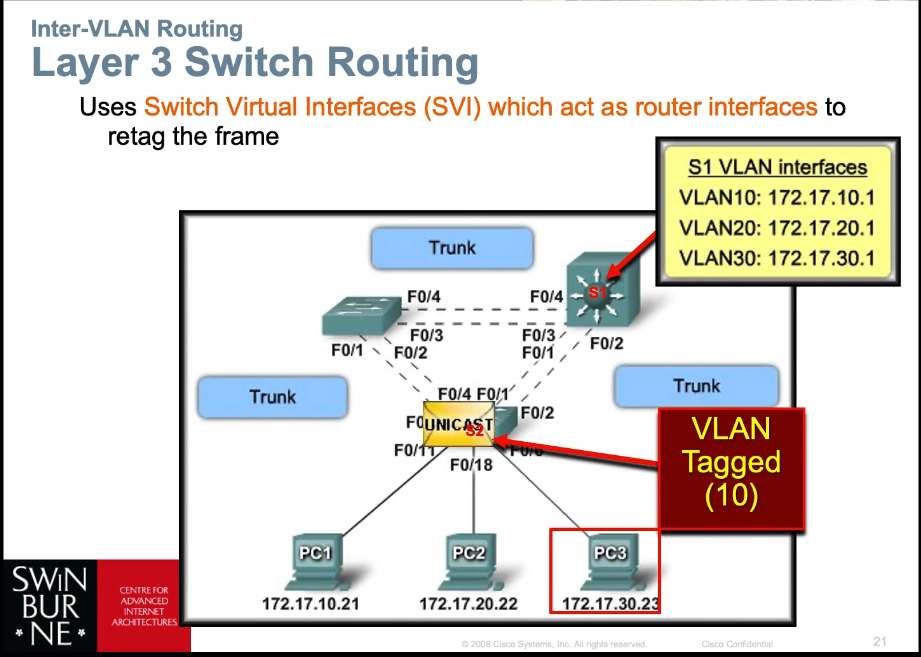 Inter-VLAN Routing
Layer 3 Switch Routing
Uses Switch Virtual Interfaces (SVI) which act as router interfaces to
retag the frame
S1 VLAN interfaces
VLAN10: 172.17.10.1
VLAN20: 172.17.20.1
VLAN30: 172.17.30.1
Trunk
S1
F0/4
F0/4
F0/3
F0/3
F0/1
F0/2
F0/1
F0/2
Trunk
Trunk
F0/4 F0/1
F0/2
UNICAST
S2
F0/11
F0/6
F0/18
VLAN
Tagged
(10)
PC1
PC2
PC3
172.17.10.21
172.17.20.22
172.17.30.23
SWIN
BUR
* NE *
CENTRE FOR
ADVANCED
INTERNET
ARCHITECTURES
© 2008 Cisco Systems, Inc. All rights reserved.
Cisco Confidential
21